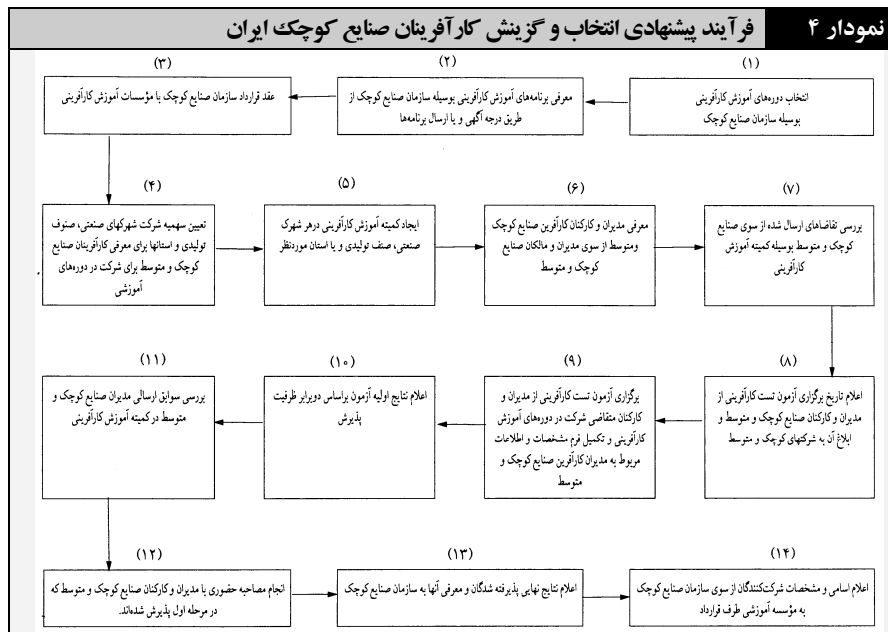 نمودار ۴
فرآیند پیشنهادی انتخاب و گزینش کارآفرینان صنایع کوچک ایران
(۱)
انتخاب دوره‌های آموزش کارآفرینی
بوسیله سازمان صنایع کوچک
(۲)
معرفی برنامه‌های آموزش کارآفرینی بوسیله سازمان صنایع کوچک از
طریق درجه آگهی و یا ارسال برنامه‌ها
(۳)
عقد قرارداد سازمان صنایع کوچک با مؤسسات آموزش کارآفرینی
(۴)
تعیین سهمیه شرکت شهرکهای صنعتی، صنوف
تولیدی و استانها برای معرفی کارآفرینان صنایع
کوچک و متوسط برای شرکت در دوره‌های
آموزشی
(۵)
ایجاد کمیته آموزش کارآفرینی درهر شهرک
صنعتی، صنف تولیدی و یا استان موردنظر
(۶)
معرفی مدیران و کارکنان کارآفرین صنایع کوچک
ومتوسط از سوی مدیران و مالکان صنایع
کوچک و متوسط
(۷)
بررسی تقاضاهای ارسال شده از سوی صنایع
کوچک و متوسط بوسیله کمیته آموزش
کارآفرینی
(۸)
اعلام تاریخ برگزاری آزمون تست کارآفرینی از
مدیران و کارکنان صنایع کوچک و متوسط و
ابلاغ آن به شرکتهای کوچک و متوسط
(۹)
برگزاری آزمون تست کارآفرینی از مدیران و
کارکنان متقاضی شرکت در دوره‌های آموزش
کارآفرینی و تکمیل فرم مشخصات و اطلاعات
مربوط به مدیران کارآفرین صنایع کوچک و
متوسط
(۱۰)
اعلام نتایج اولیه آزمون براساس دوبرابر ظرفیت
پذیرش
(۱۱)
بررسی سوابق ارسالی مدیران صنایع کوچک و
متوسط در کمیته آموزش کارآفرینی
(۱۲)
انجام مصاحبه حضوری با مدیران و کارکنان صنایع کوچک و متوسط که
در مرحله اول پذیرش شده‌اند.
(۱۳)
اعلام نتایج نهایی پذیرفته شدگان و معرفی آنها به سازمان صنایع کوچک
(۱۴)
اعلام اسامی و مشخصات شرکت‌کنندگان از سوی سازمان صنایع کوچک
به مؤسسه آموزشی طرف قرارداد